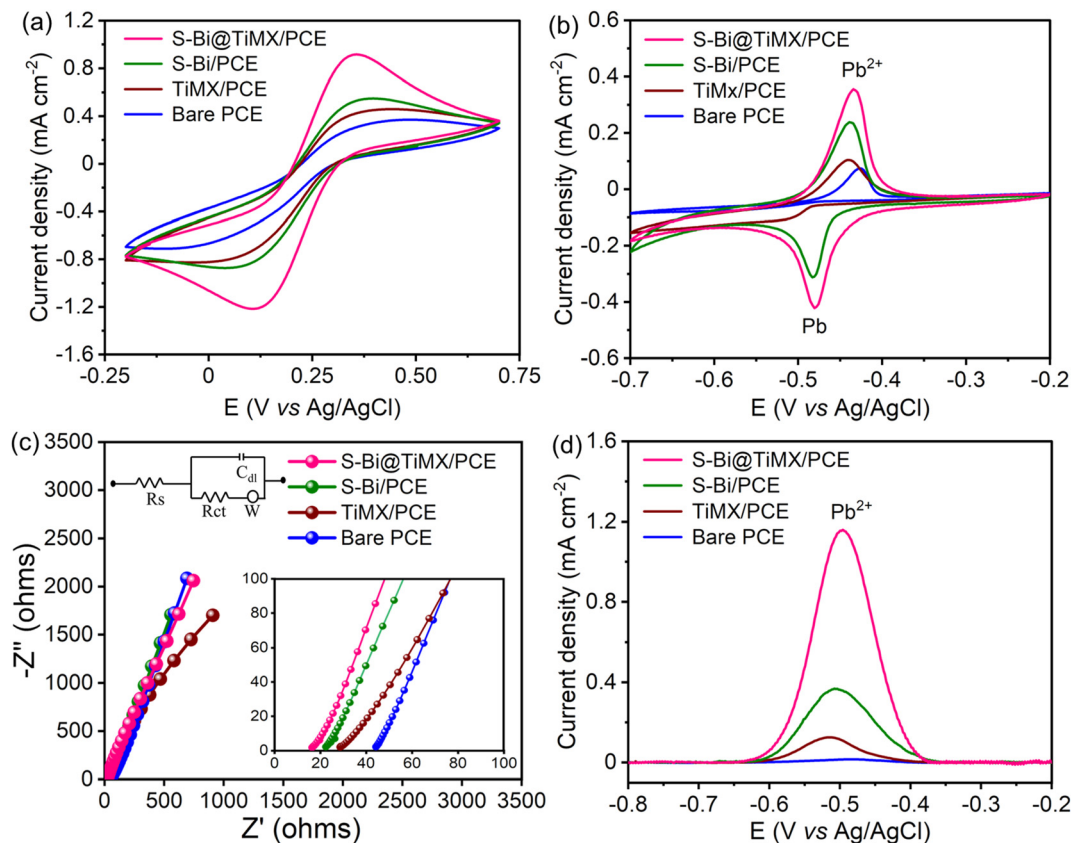 (a)
1.2
0.8
0.4
0
-0.4
-0.8
-1.2
-1.6
Current density (mA cm⁻²)
S-Bi@TiMX/PCE
S-Bi/PCE
TiMX/PCE
Bare PCE
-0.25
0
0.25
0.50
0.75
E (V vs Ag/AgCl)
(b)
0.6
0.4
0.2
0
-0.2
-0.4
-0.6
Current density (mA cm⁻²)
S-Bi@TiMX/PCE
S-Bi/PCE
TiMx/PCE
Bare PCE
Pb²⁺
Pb
-0.7
-0.6
-0.5
-0.4
-0.3
-0.2
E (V vs Ag/AgCl)
(c)
3500
3000
2500
2000
1500
1000
500
0
-Z" (ohms)
Rs
Cdl
Rct
W
S-Bi@TiMX/PCE
S-Bi/PCE
TiMX/PCE
Bare PCE
100
80
60
40
20
0
0
20
40
60
80
100
0
500
1000
1500
2000
2500
3000
3500
Z' (ohms)
(d)
1.6
1.2
0.8
0.4
0
Current density (mA cm⁻²)
S-Bi@TiMX/PCE
S-Bi/PCE
TiMX/PCE
Bare PCE
Pb²⁺
-0.8
-0.7
-0.6
-0.5
-0.4
-0.3
-0.2
E (V vs Ag/AgCl)